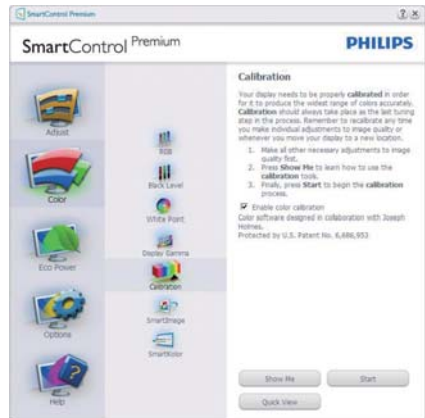 SmartControl Premium
SmartControl Premium
PHILIPS
Adjust
Color
Eco Power
Options
Help
RGB
Black Level
White Point
Display Gamma
Calibration
SmartImage
SmartKolor
Calibration
Your display needs to be properly calibrated in order
for it to produce the widest range of colors accurately.
Calibration should always take place as the last tuning
step in the process. Remember to recalibrate any time
you make individual adjustments to image quality or
whenever you move your display to a new location.
1. Make all other necessary adjustments to image
quality first.
2. Press Show Me to learn how to use the
calibration tools.
3. Finally, press Start to begin the calibration
process.
Enable color calibration
Color software designed in collaboration with Joseph
Holmes.
Protected by U.S. Patent No. 6,686,953
Show Me
Start
Quick View